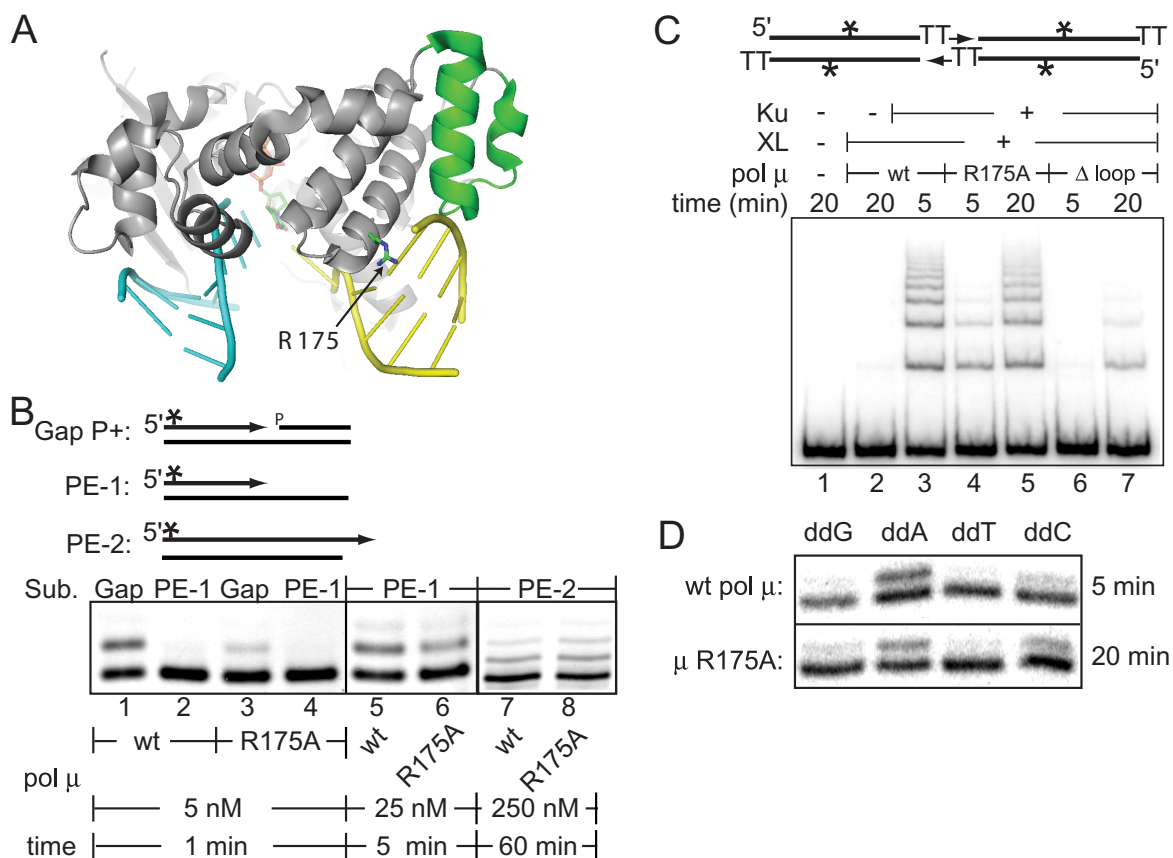 A
R 175
B
5' * P
Gap P+:
5' *
PE-1:
5' *
PE-2:
Sub. Gap PE-1 Gap PE-1 PE-1 PE-2
1 2 3 4 5 6 7 8
wt R175A wt R175A wt R175A
pol μ
5 nM 25 nM 250 nM
time 1 min 5 min 60 min
C
5' * TT * TT
TT * TT * 5'
Ku - - +
XL - +
pol μ - wt R175A Δ loop
time (min) 20 20 5 5 20 5 20
1 2 3 4 5 6 7
D
ddG ddA ddT ddC
wt pol μ: 5 min
μ R175A: 20 min